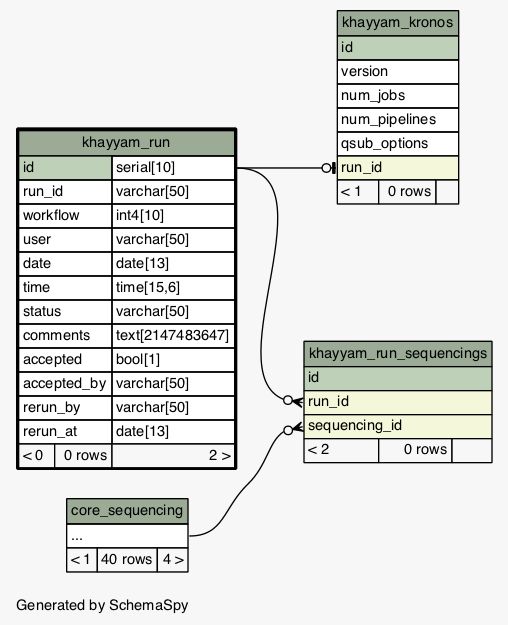 khayyam_kronos
id
version
num_jobs
num_pipelines
qsub_options
run_id
< 1 0 rows
khayyam_run
id serial[10]
run_id varchar[50]
workflow int4[10]
user varchar[50]
date date[13]
time time[15,6]
status varchar[50]
comments text[2147483647]
accepted bool[1]
accepted_by varchar[50]
rerun_by varchar[50]
rerun_at date[13]
< 0 0 rows 2 >
khayyam_run_sequencings
id
run_id
sequencing_id
< 2 0 rows
core_sequencing
...
< 1 40 rows 4 >
Generated by SchemaSpy